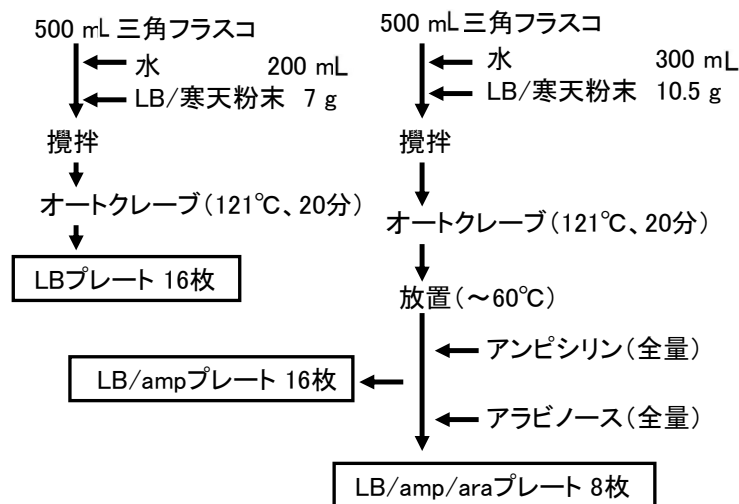 500 mL 三角フラスコ
水 200 mL
LB/寒天粉末 7 g
攪拌
オートクレーブ(121℃、20分)
LBプレート 16枚
500 mL 三角フラスコ
水 300 mL
LB/寒天粉末 10.5 g
攪拌
オートクレーブ(121℃、20分)
放置(~60℃)
アンピシリン(全量)
LB/ampプレート 16枚
アラビノース(全量)
LB/amp/araプレート 8枚